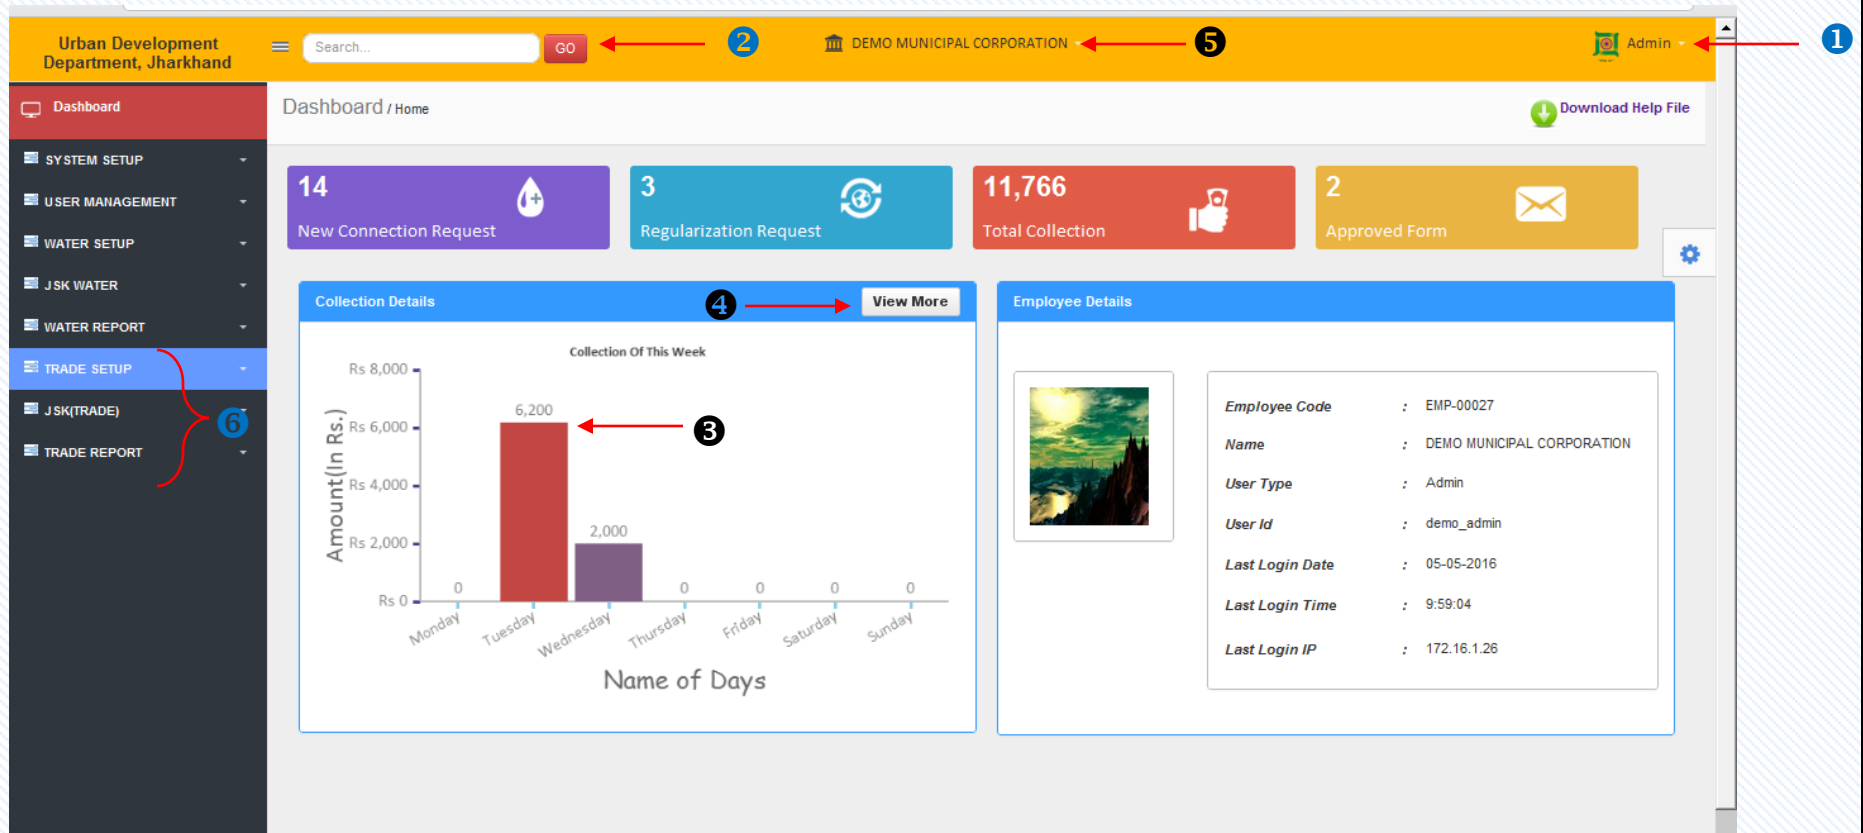 Urban Development
Department, Jharkhand
Search...
GO
2
DEMO MUNICIPAL CORPORATION
5
Admin
1
Dashboard
SYSTEM SETUP
USER MANAGEMENT
WATER SETUP
JSK WATER
WATER REPORT
TRADE SETUP
JSK(TRADE)
TRADE REPORT
6
Dashboard / Home
Download Help File
14
New Connection Request
3
Regularization Request
11,766
Total Collection
2
Approved Form
Collection Details
4
View More
Collection Of This Week
Amount(In Rs.)
Rs 8,000
Rs 6,000
Rs 4,000
Rs 2,000
Rs 0
0
6,200
2,000
0
0
0
0
3
Monday
Tuesday
Wednesday
Thursday
Friday
Saturday
Sunday
Name of Days
Employee Details
Employee Code : EMP-00027
Name : DEMO MUNICIPAL CORPORATION
User Type : Admin
User Id : demo_admin
Last Login Date : 05-05-2016
Last Login Time : 9:59:04
Last Login IP : 172.16.1.26